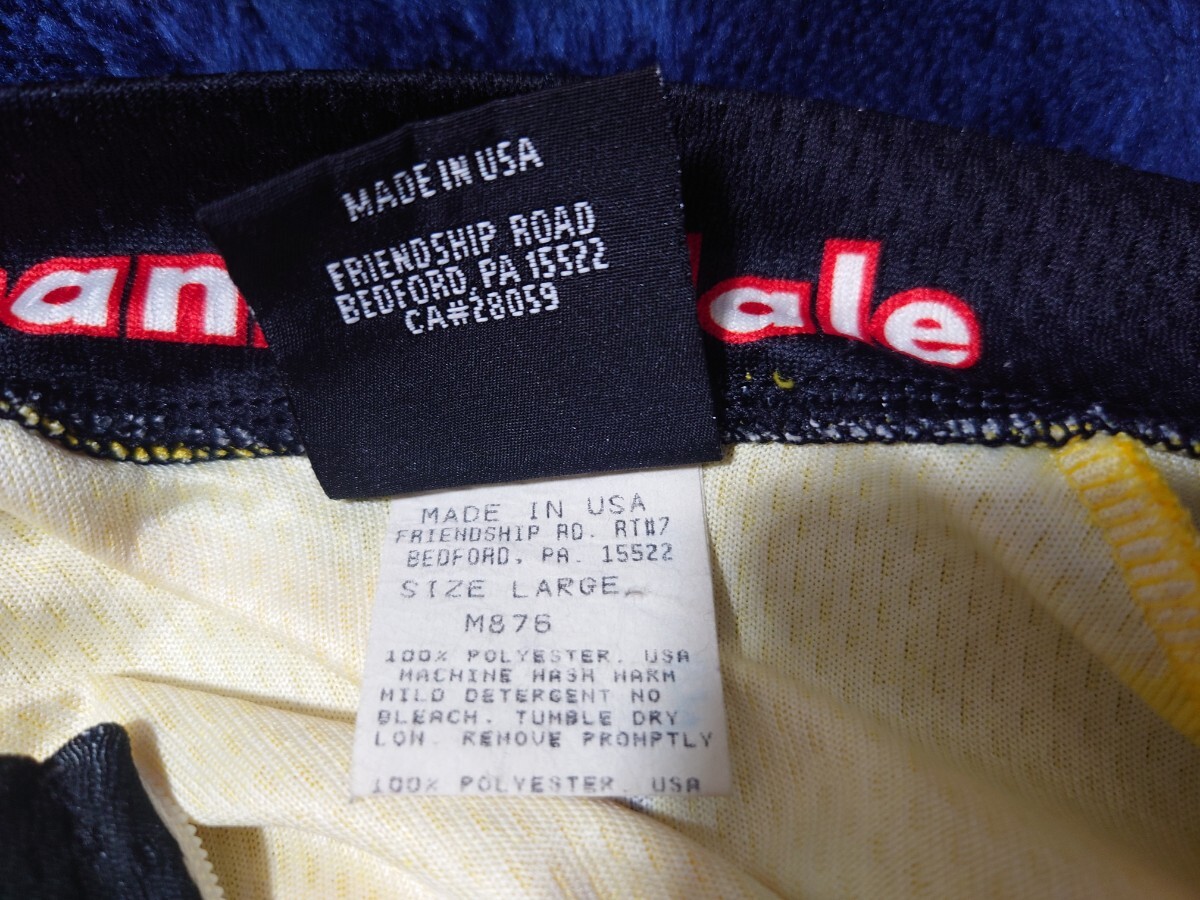 MADE IN USA
FRIENDSHIP ROAD
BEDFORD, PA 15522
CA#28059
ann ale
MADE IN USA
FRIENDSHIP RD. RT#7
BEDFORD, PA. 15522
SIZE LARGE
M876
100% POLYESTER. USA
MACHINE WASH WARM
MILD DETERGENT NO
BLEACH. TUMBLE DRY
LOW. REMOVE PROMPTLY
100% POLYESTER. USA